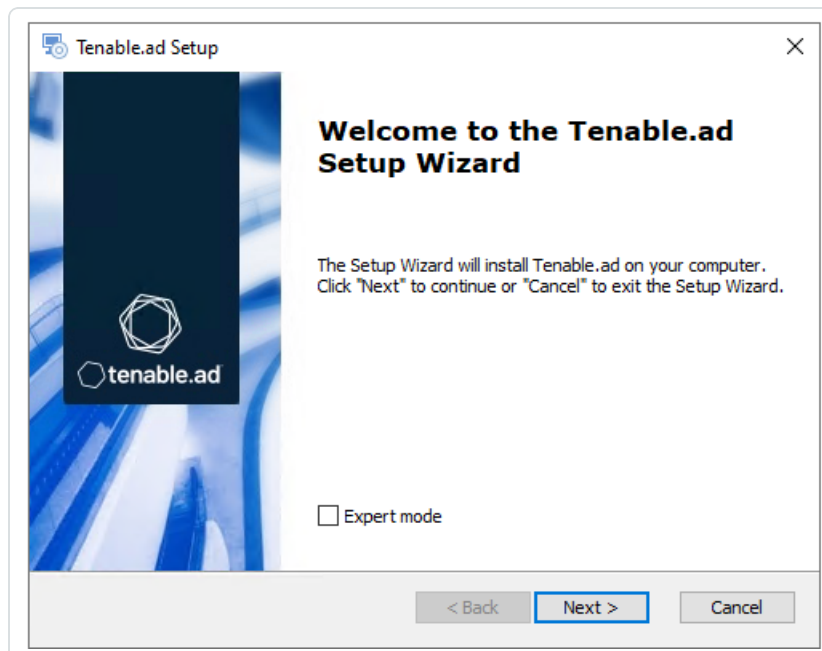 Tenable.ad Setup
Welcome to the Tenable.ad
Setup Wizard
The Setup Wizard will install Tenable.ad on your computer.
Click "Next" to continue or "Cancel" to exit the Setup Wizard.
tenable.ad
Expert mode
< Back Next > Cancel